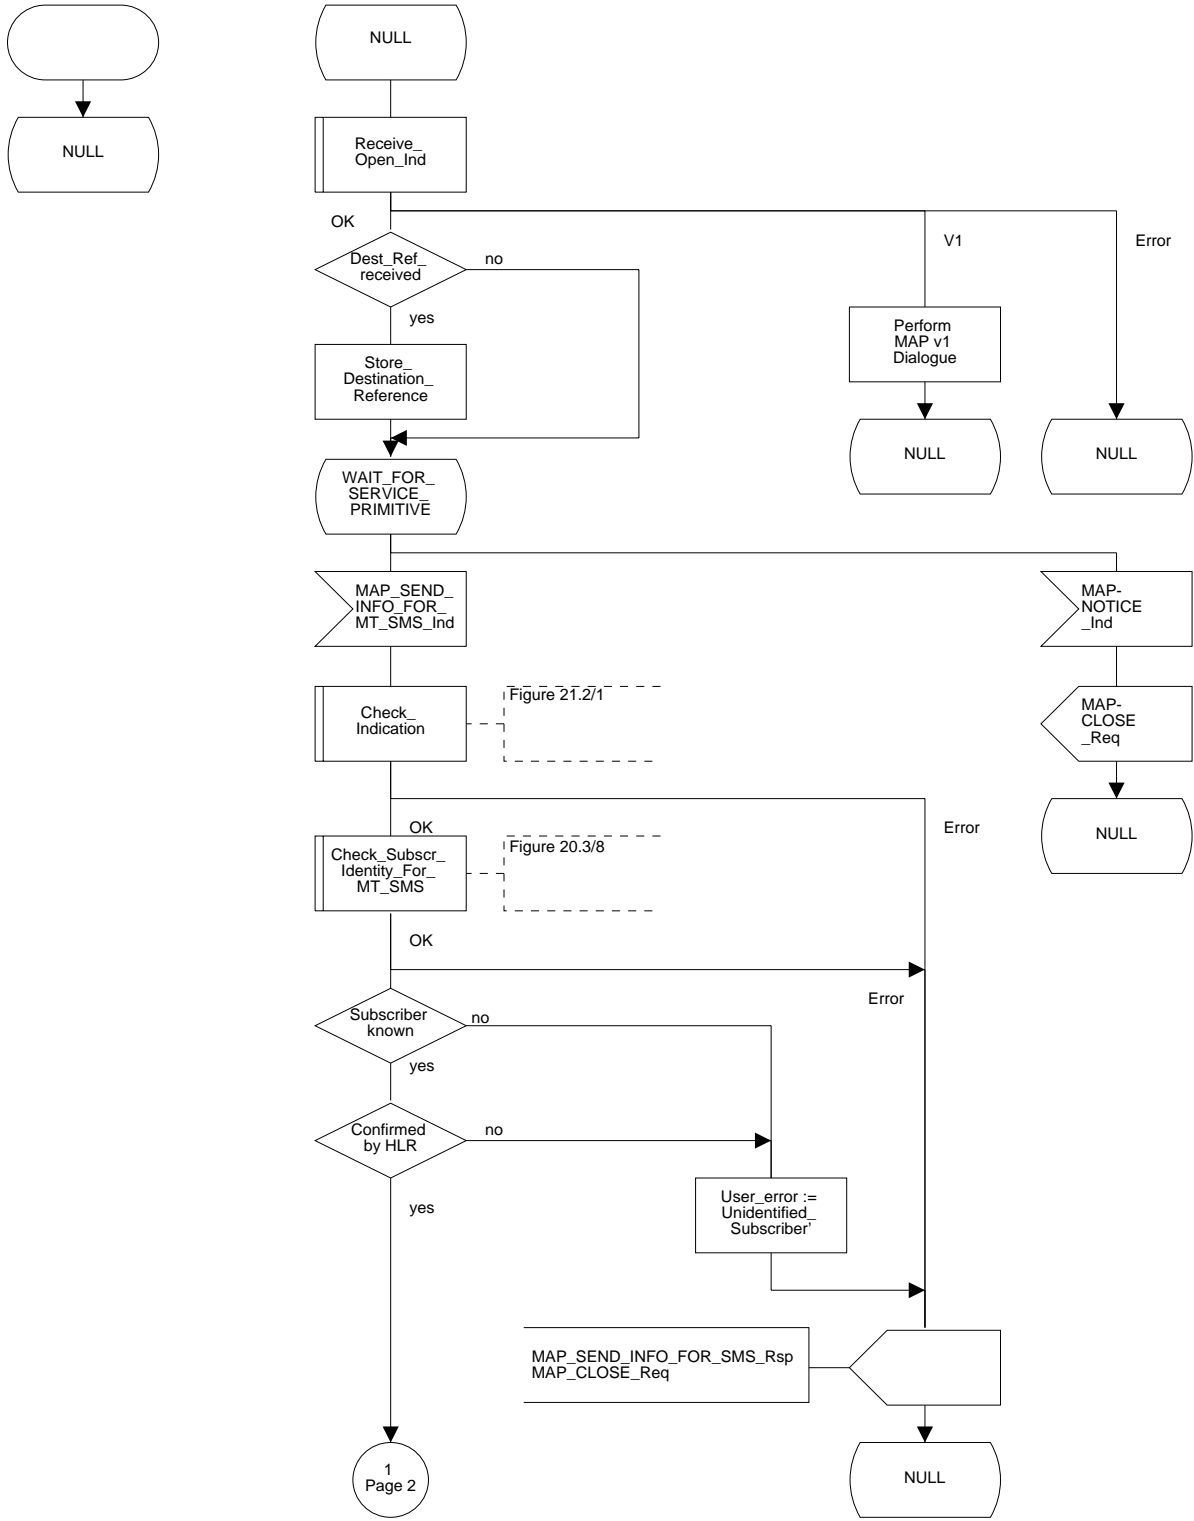 NULL
NULL
Receive_
Open_Ind
OK
V1
Error
Dest_Ref_
received
no
yes
Perform
MAP v1
Dialogue
Store_
Destination_
Reference
NULL
NULL
WAIT_FOR_
SERVICE_
PRIMITIVE
MAP_SEND_
INFO_FOR_
MT_SMS_Ind
MAP-
NOTICE
_Ind
Check_
Indication
Figure 21.2/1
MAP-
CLOSE
_Req
OK
Error
NULL
Check_Subscr_
Identity_For_
MT_SMS
Figure 20.3/8
OK
Error
Subscriber
known
no
yes
Confirmed
by HLR
no
yes
User_error :=
Unidentified_
Subscriber’
MAP_SEND_INFO_FOR_SMS_Rsp
MAP_CLOSE_Req
1
Page 2
NULL